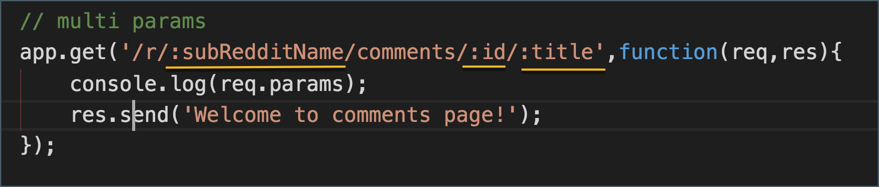 // multi params
app.get('/r/:subRedditName/comments/:id/:title',function(req,res){
    console.log(req.params);
    res.send('Welcome to comments page!');
});